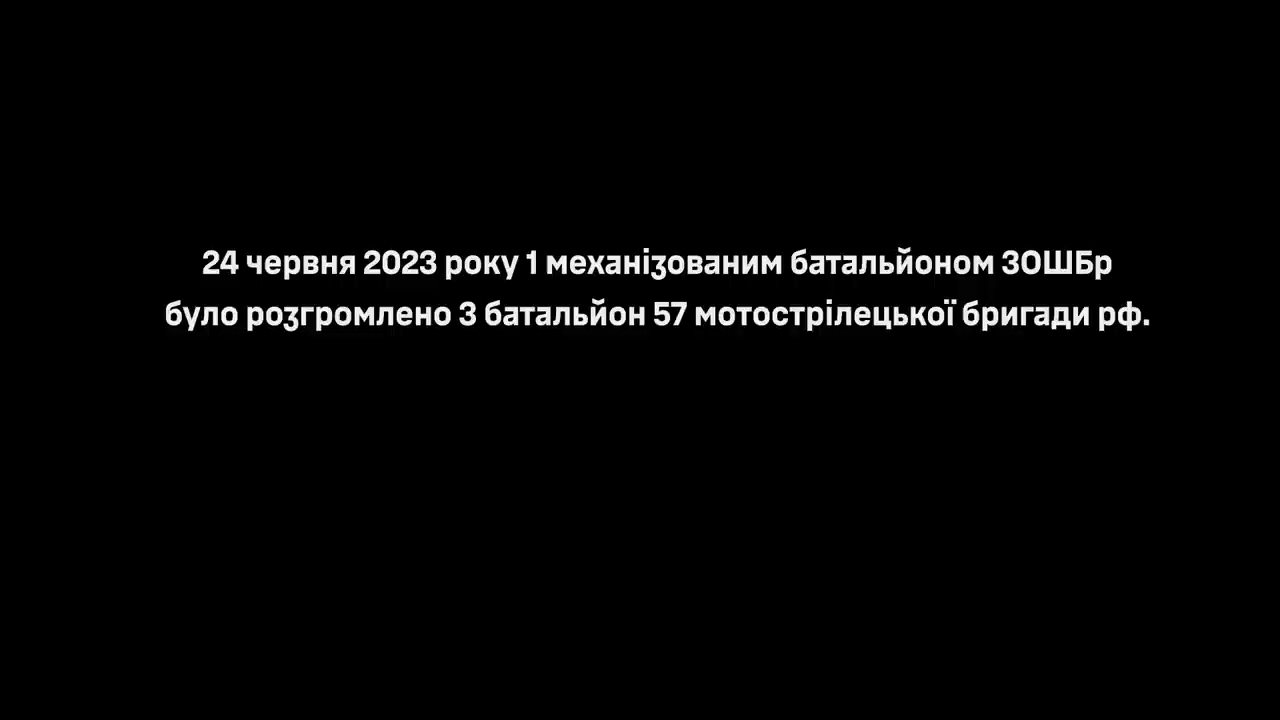 24 червня 2023 року 1 механізованим батальйоном 3ОШБр
було розгромлено 3 батальйон 57 мотострілецької бригади рф.